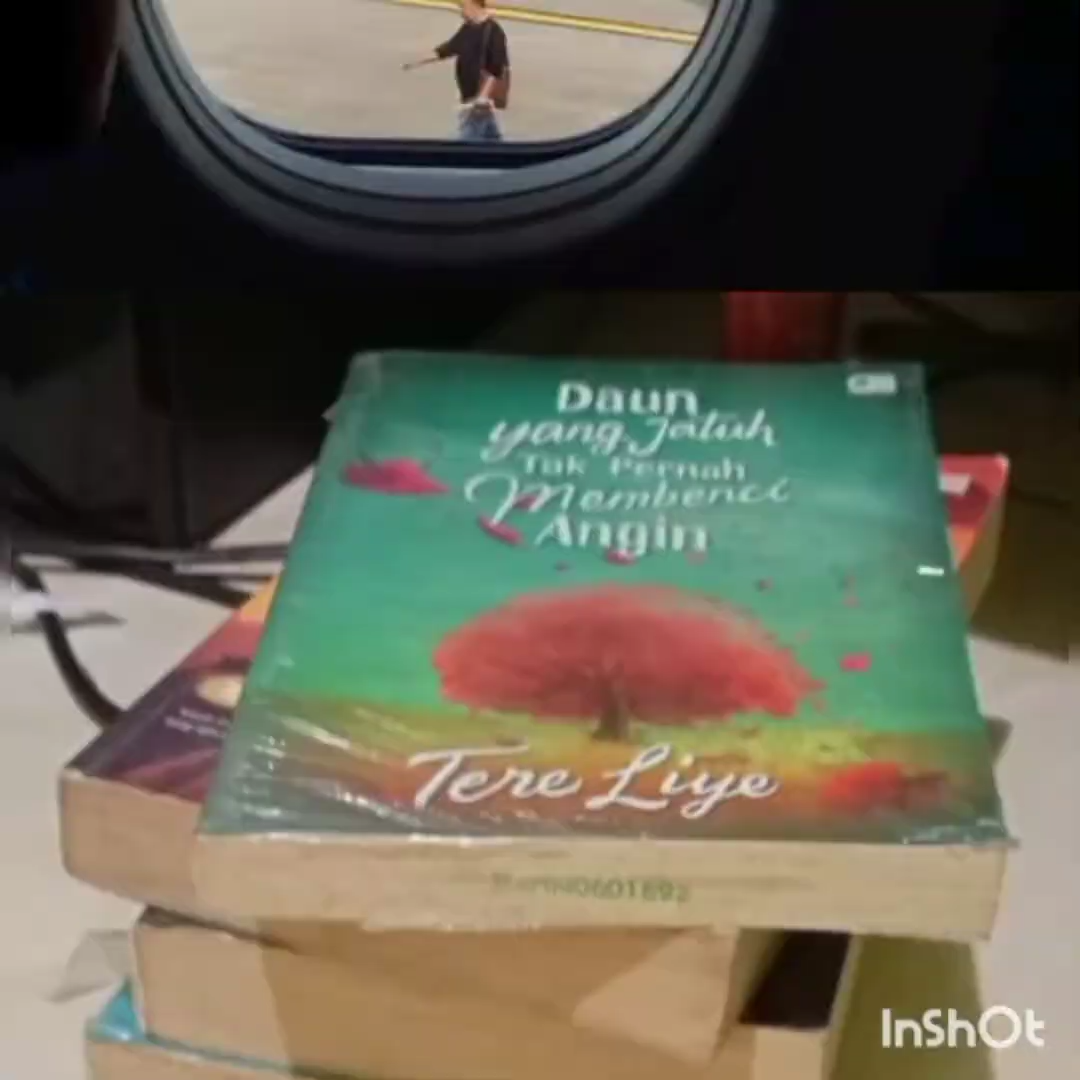 Daun
yang Jatuh
Tak Pernah
Membenci
Angin
Tere Liye
InShOt